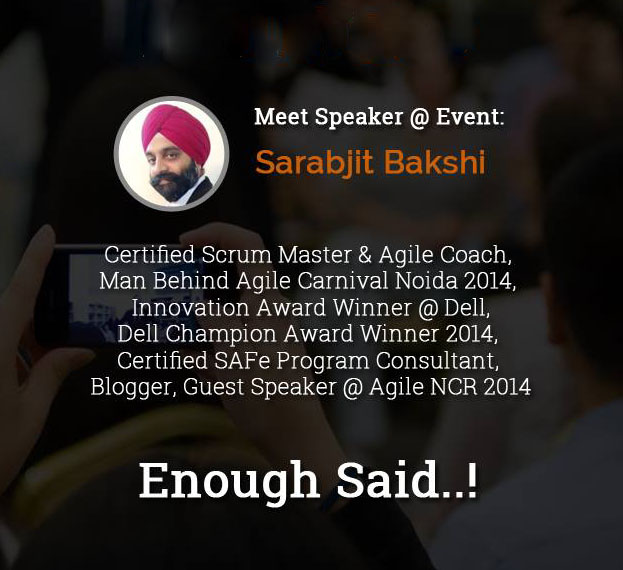 Meet Speaker @ Event:
Sarabjit Bakshi
Certified Scrum Master & Agile Coach,
Man Behind Agile Carnival Noida 2014,
Innovation Award Winner @ Dell,
Dell Champion Award Winner 2014,
Certified SAFe Program Consultant,
Blogger, Guest Speaker @ Agile NCR 2014
Enough Said..!